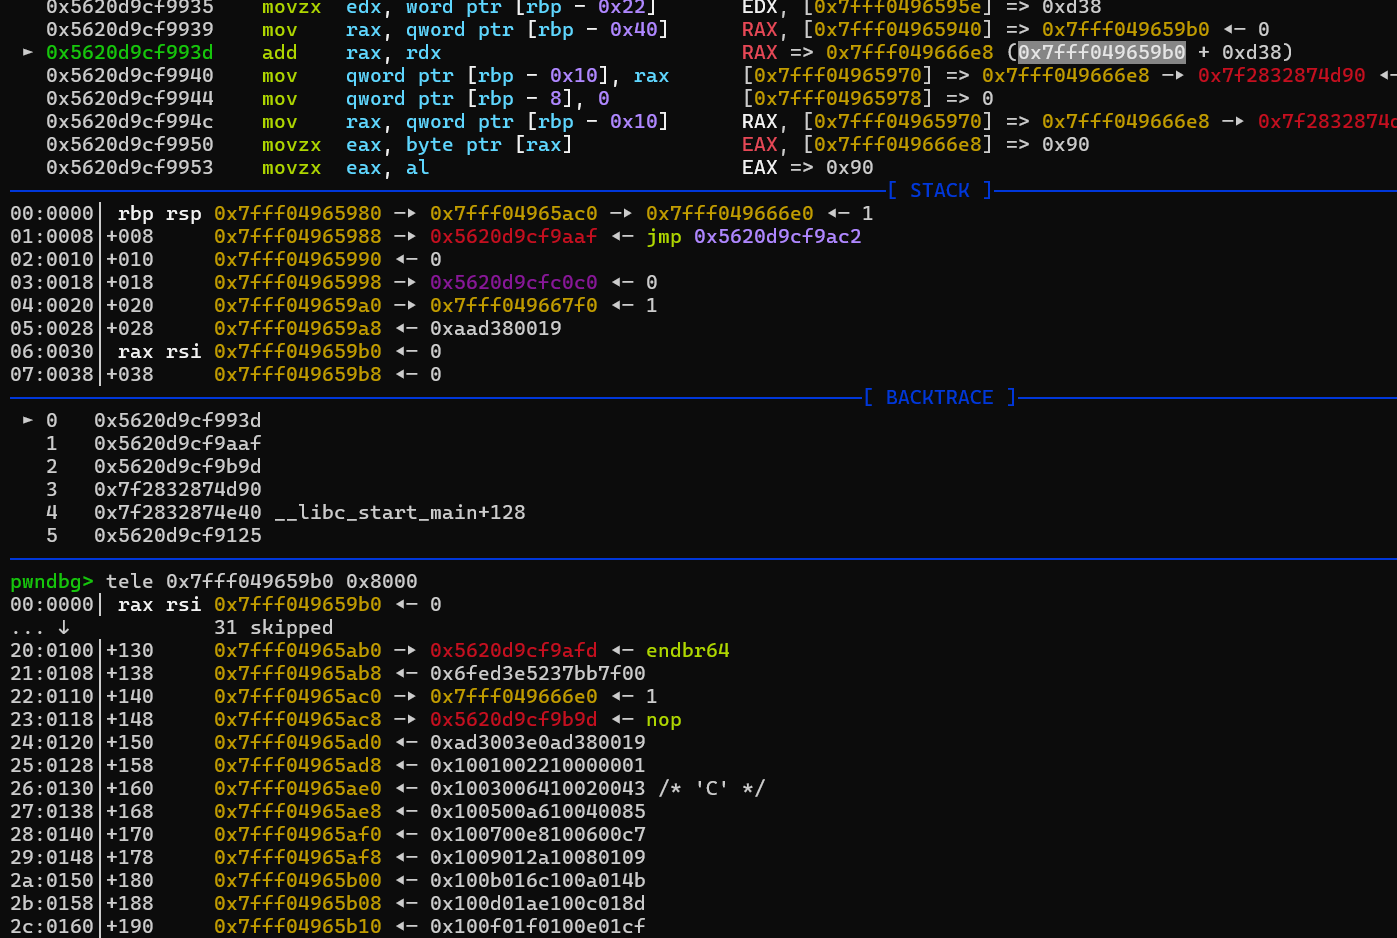 0x5620d9cf9935 movzx edx, word ptr [rbp - 0x22] EDX, [0x7fff0496595e] => 0xd38
0x5620d9cf9939 mov rax, qword ptr [rbp - 0x40] RAX, [0x7fff04965940] => 0x7fff049659b0 ◂— 0
► 0x5620d9cf993d add rax, rdx RAX => 0x7fff049666e8 (0x7fff049659b0 + 0xd38)
0x5620d9cf9940 mov qword ptr [rbp - 0x10], rax [0x7fff04965970] => 0x7fff049666e8 —▸ 0x7f2832874d90 ◂—
0x5620d9cf9944 mov qword ptr [rbp - 8], 0 [0x7fff04965978] => 0
0x5620d9cf994c mov rax, qword ptr [rbp - 0x10] RAX, [0x7fff04965970] => 0x7fff049666e8 —▸ 0x7f2832874d
0x5620d9cf9950 movzx eax, byte ptr [rax] EAX, [0x7fff049666e8] => 0x90
0x5620d9cf9953 movzx eax, al EAX => 0x90
[ STACK ]
00:0000│ rbp rsp 0x7fff04965980 —▸ 0x7fff04965ac0 —▸ 0x7fff049666e0 ◂— 1
01:0008│+008 0x7fff04965988 —▸ 0x5620d9cf9aaf ◂— jmp 0x5620d9cf9ac2
02:0010│+010 0x7fff04965990 ◂— 0
03:0018│+018 0x7fff04965998 —▸ 0x5620d9cfc0c0 ◂— 0
04:0020│+020 0x7fff049659a0 —▸ 0x7fff049667f0 ◂— 1
05:0028│+028 0x7fff049659a8 ◂— 0xaad380019
06:0030│ rax rsi 0x7fff049659b0 ◂— 0
07:0038│+038 0x7fff049659b8 ◂— 0
[ BACKTRACE ]
► 0 0x5620d9cf993d
1 0x5620d9cf9aaf
2 0x5620d9cf9b9d
3 0x7f2832874d90
4 0x7f2832874e40 __libc_start_main+128
5 0x5620d9cf9125
pwndbg> tele 0x7fff049659b0 0x8000
00:0000│ rax rsi 0x7fff049659b0 ◂— 0
... ↓ 31 skipped
20:0100│+130 0x7fff04965ab0 —▸ 0x5620d9cf9afd ◂— endbr64
21:0108│+138 0x7fff04965ab8 ◂— 0x6fed3e5237bb7f00
22:0110│+140 0x7fff04965ac0 —▸ 0x7fff049666e0 ◂— 1
23:0118│+148 0x7fff04965ac8 —▸ 0x5620d9cf9b9d ◂— nop
24:0120│+150 0x7fff04965ad0 ◂— 0xad3003e0ad380019
25:0128│+158 0x7fff04965ad8 ◂— 0x1001002210000001
26:0130│+160 0x7fff04965ae0 ◂— 0x1003006410020043 /* 'C' */
27:0138│+168 0x7fff04965ae8 ◂— 0x100500a610040085
28:0140│+170 0x7fff04965af0 ◂— 0x100700e8100600c7
29:0148│+178 0x7fff04965af8 ◂— 0x1009012a10080109
2a:0150│+180 0x7fff04965b00 ◂— 0x100b016c100a014b
2b:0158│+188 0x7fff04965b08 ◂— 0x100d01ae100c018d
2c:0160│+190 0x7fff04965b10 ◂— 0x100f01f0100e01cf